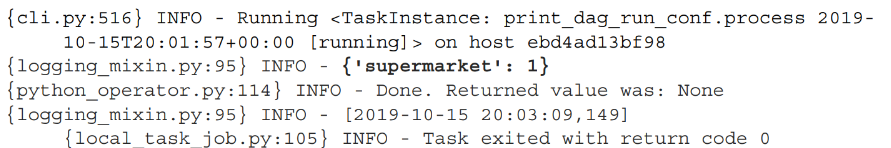 {cli.py:516} INFO - Running <TaskInstance: print_dag_run_conf.process 2019-
10-15T20:01:57+00:00 [running]> on host ebd4ad13bf98
{logging_mixin.py:95} INFO - {'supermarket': 1}
{python_operator.py:114} INFO - Done. Returned value was: None
{logging_mixin.py:95} INFO - [2019-10-15 20:03:09,149]
{local_task_job.py:105} INFO - Task exited with return code 0